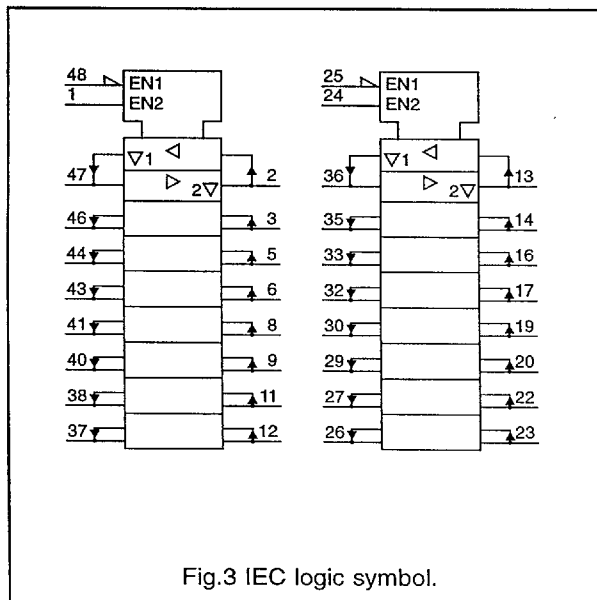 48 EN1 25 EN1
1 EN2 24 EN2
1 1
47 2 36 13
2 2
46 3 35 14
44 5 33 16
43 6 32 17
41 8 30 19
40 9 29 20
38 11 27 22
37 12 26 23
Fig.3 IEC logic symbol.